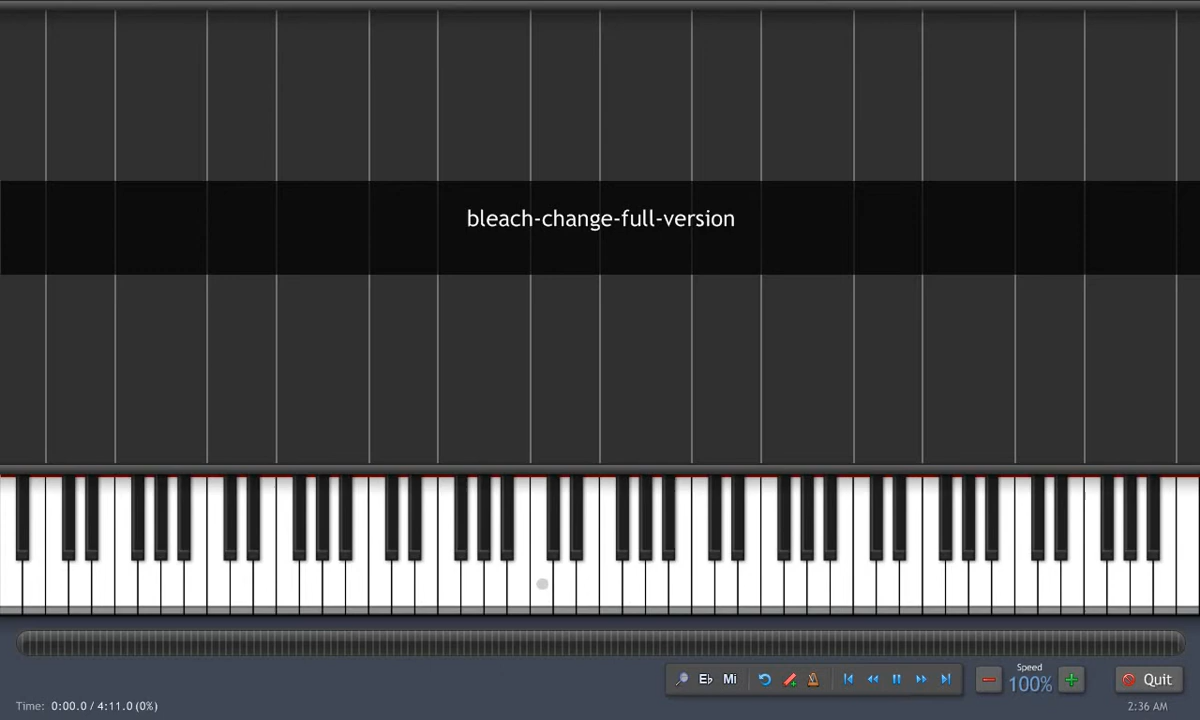 bleach-change-full-version
E♭ Mi
Speed
100%
Quit
Time: 0:00.0 / 4:11.0 (0%)
2:36 AM